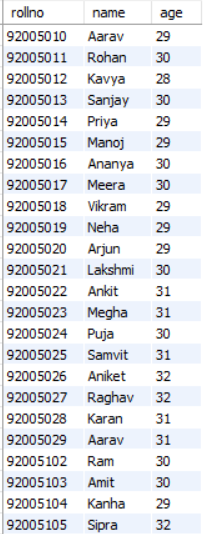 rollno name age
92005010 Aarav 29
92005011 Rohan 30
92005012 Kavya 28
92005013 Sanjay 30
92005014 Priya 29
92005015 Manoj 29
92005016 Ananya 30
92005017 Meera 30
92005018 Vikram 29
92005019 Neha 29
92005020 Arjun 29
92005021 Lakshmi 30
92005022 Ankit 31
92005023 Megha 31
92005024 Puja 30
92005025 Samvit 31
92005026 Aniket 32
92005027 Raghav 32
92005028 Karan 31
92005029 Aarav 31
92005102 Ram 30
92005103 Amit 30
92005104 Kanha 29
92005105 Sipra 32